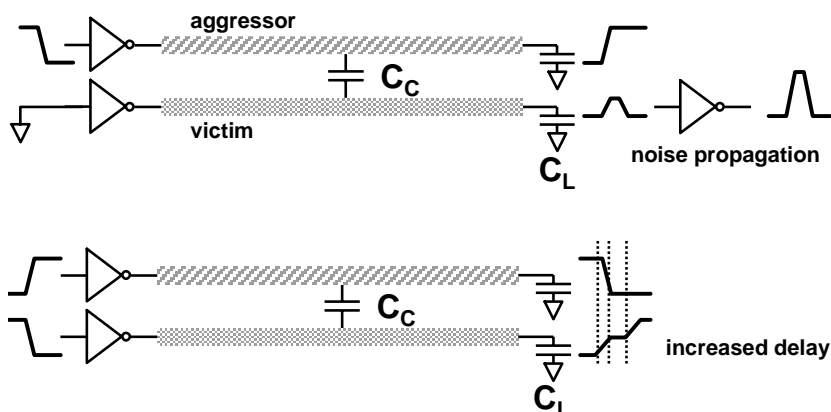 aggressor
C_C
victim
C_L
noise propagation
C_C
increased delay
C_L